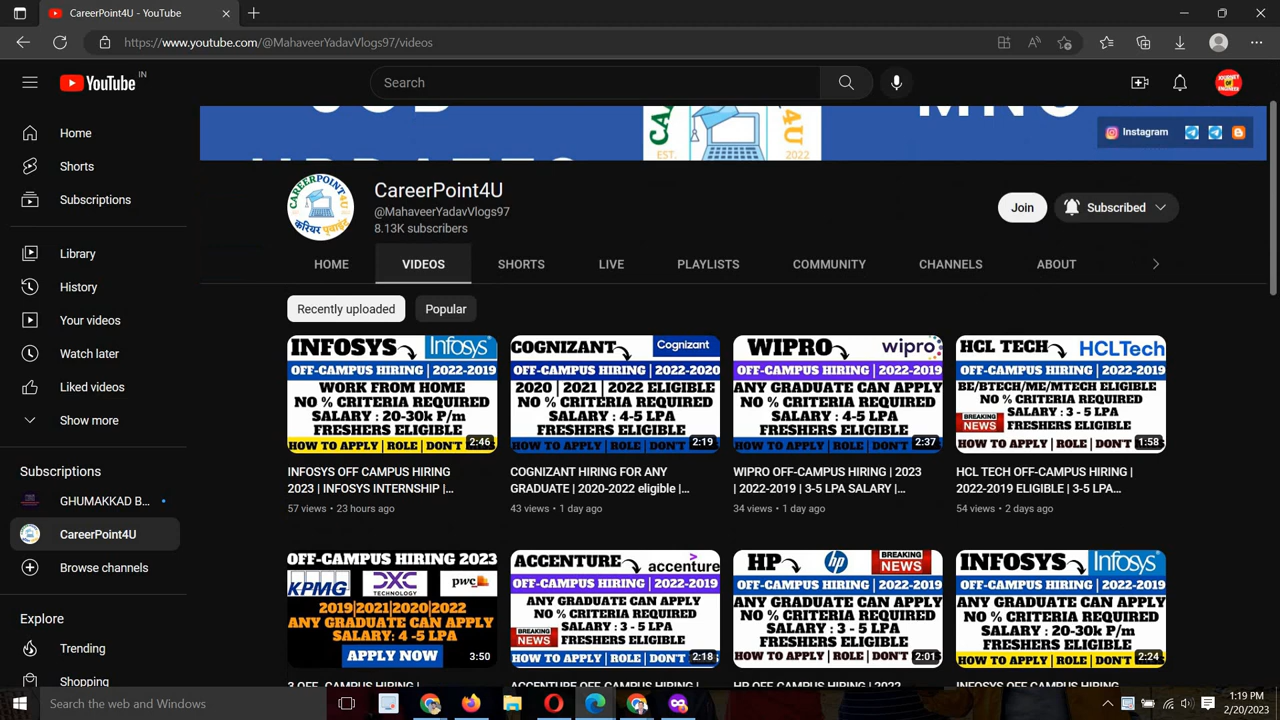 CareerPoint4U - YouTube
https://www.youtube.com/@MahaveerYadavVlogs97/videos
YouTube IN
Search
4U
EST. 2022
Instagram
Home
Shorts
Subscriptions
Library
History
Your videos
Watch later
Liked videos
Show more
Subscriptions
GHUMAKKAD B...
CareerPoint4U
Browse channels
Explore
Trending
Shopping
CAREERPOINT4U
करियर पॉइंट
CareerPoint4U
@MahaveerYadavVlogs97
8.13K subscribers
Join
Subscribed
HOME VIDEOS SHORTS LIVE PLAYLISTS COMMUNITY CHANNELS ABOUT
Recently uploaded Popular
INFOSYS Infosys
OFF-CAMPUS HIRING | 2022-2019
WORK FROM HOME
NO % CRITERIA REQUIRED
SALARY : 20-30k P/m
FRESHERS ELIGIBLE
HOW TO APPLY | ROLE | DON'T 2:46
INFOSYS OFF CAMPUS HIRING
2023 | INFOSYS INTERNSHIP |...
57 views • 23 hours ago
COGNIZANT Cognizant
OFF-CAMPUS HIRING | 2022-2020
2020 | 2021 | 2022 ELIGIBLE
NO % CRITERIA REQUIRED
SALARY : 4-5 LPA
FRESHERS ELIGIBLE
HOW TO APPLY | ROLE | DON'T 2:19
COGNIZANT HIRING FOR ANY
GRADUATE | 2020-2022 eligible |...
43 views • 1 day ago
WIPRO wipro
OFF-CAMPUS HIRING | 2022-2019
ANY GRADUATE CAN APPLY
NO % CRITERIA REQUIRED
SALARY : 4-5 LPA
FRESHERS ELIGIBLE
HOW TO APPLY | ROLE | DON'T 2:37
WIPRO OFF-CAMPUS HIRING | 2023
| 2022-2019 | 3-5 LPA SALARY |...
34 views • 1 day ago
HCL TECH HCLTech
OFF-CAMPUS HIRING | 2022-2019
BE/BTECH/ME/MTECH ELIGIBLE
NO % CRITERIA REQUIRED
SALARY : 3 - 5 LPA
BREAKING NEWS FRESHERS ELIGIBLE
HOW TO APPLY | ROLE | DON'T 1:58
HCL TECH OFF-CAMPUS HIRING |
2022-2019 ELIGIBLE | 3-5 LPA...
54 views • 2 days ago
OFF-CAMPUS HIRING 2023
KPMG DXC TECHNOLOGY pwc
2019|2021|2020|2022
ANY GRADUATE CAN APPLY
SALARY: 4 -5 LPA
APPLY NOW 3:50
ACCENTURE accenture
OFF-CAMPUS HIRING | 2022-2019
ANY GRADUATE CAN APPLY
NO % CRITERIA REQUIRED
SALARY : 3 - 5 LPA
BREAKING NEWS FRESHERS ELIGIBLE
HOW TO APPLY | ROLE | DON'T 2:18
HP hp BREAKING NEWS
OFF-CAMPUS HIRING | 2022-2019
ANY GRADUATE CAN APPLY
NO % CRITERIA REQUIRED
SALARY : 3 - 5 LPA
FRESHERS ELIGIBLE
HOW TO APPLY | ROLE | DON'T 2:01
INFOSYS Infosys
OFF-CAMPUS HIRING | 2022-2019
ANY GRADUATE CAN APPLY
NO % CRITERIA REQUIRED
SALARY : 20-30k P/m
FRESHERS ELIGIBLE
HOW TO APPLY | ROLE | DON'T 2:24
Search the web and Windows
1:19 PM
2/20/2023